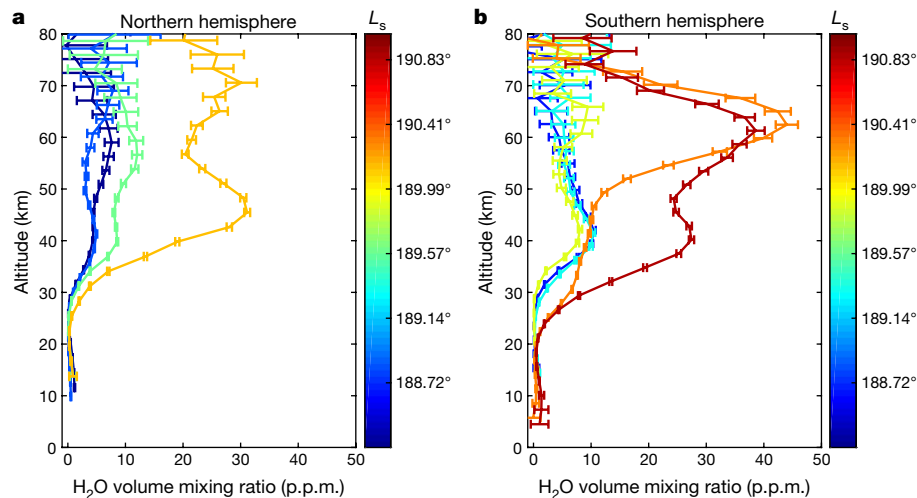 a
Northern hemisphere
Ls
80
70
60
50
40
30
20
10
0
Altitude (km)
0 10 20 30 40 50
H2O volume mixing ratio (p.p.m.)
190.83°
190.41°
189.99°
189.57°
189.14°
188.72°
b
Southern hemisphere
Ls
80
70
60
50
40
30
20
10
0
Altitude (km)
0 10 20 30 40 50
H2O volume mixing ratio (p.p.m.)
190.83°
190.41°
189.99°
189.57°
189.14°
188.72°